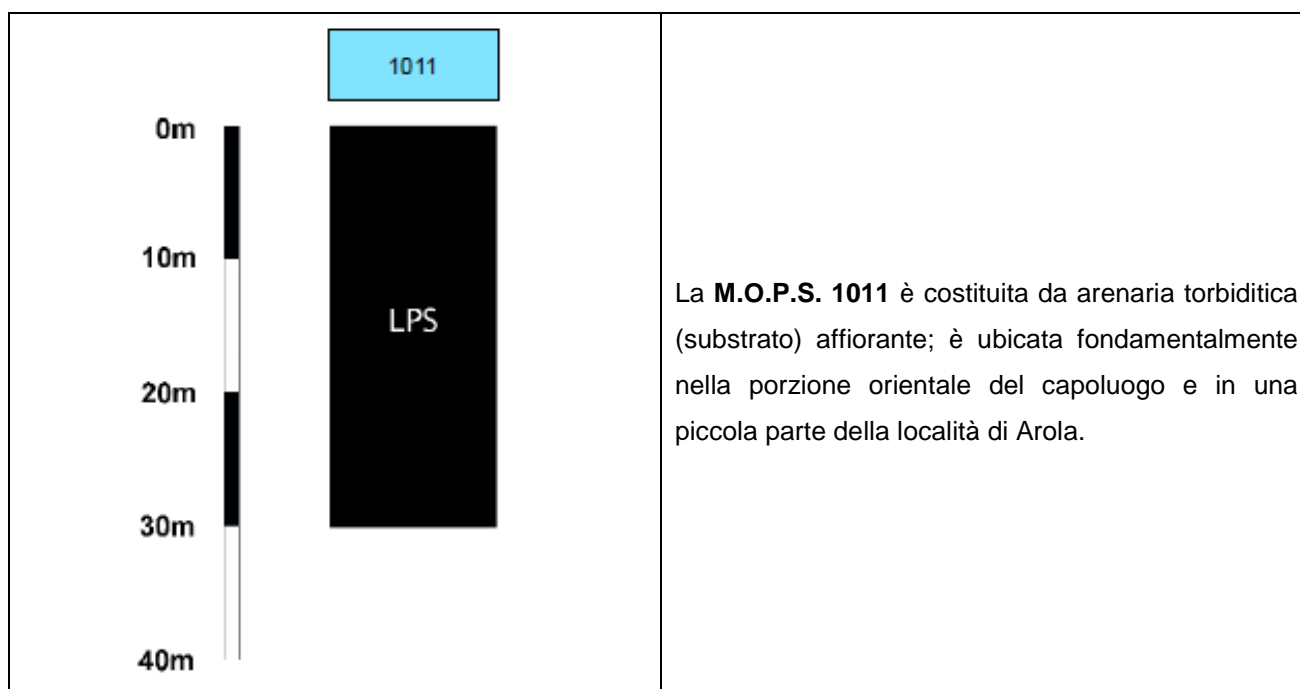 1011
0m
10m
LPS
20m
30m
40m
La M.O.P.S. 1011 è costituita da arenaria torbiditica
(substrato) affiorante; è ubicata fondamentalmente
nella porzione orientale del capoluogo e in una
piccola parte della località di Arola.